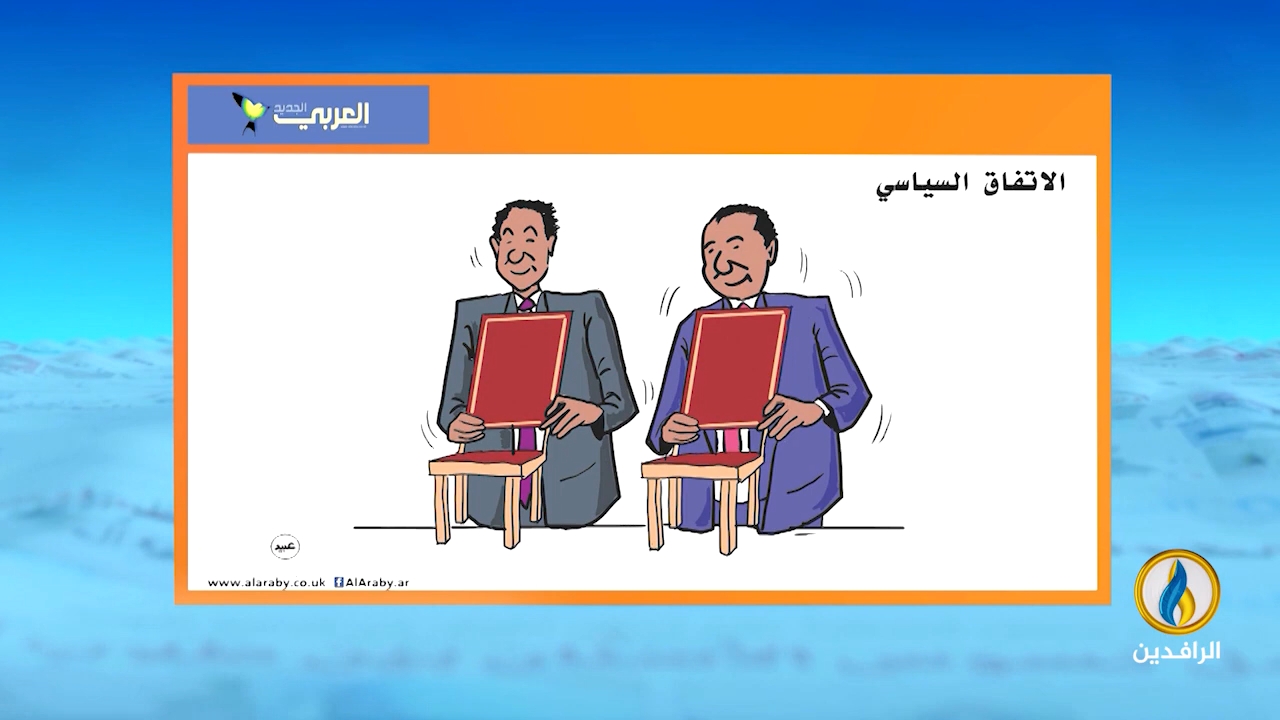 العربي الجديد
الاتفاق السياسي
عبيد
www.alaraby.co.uk AlAraby.ar
الرافدين